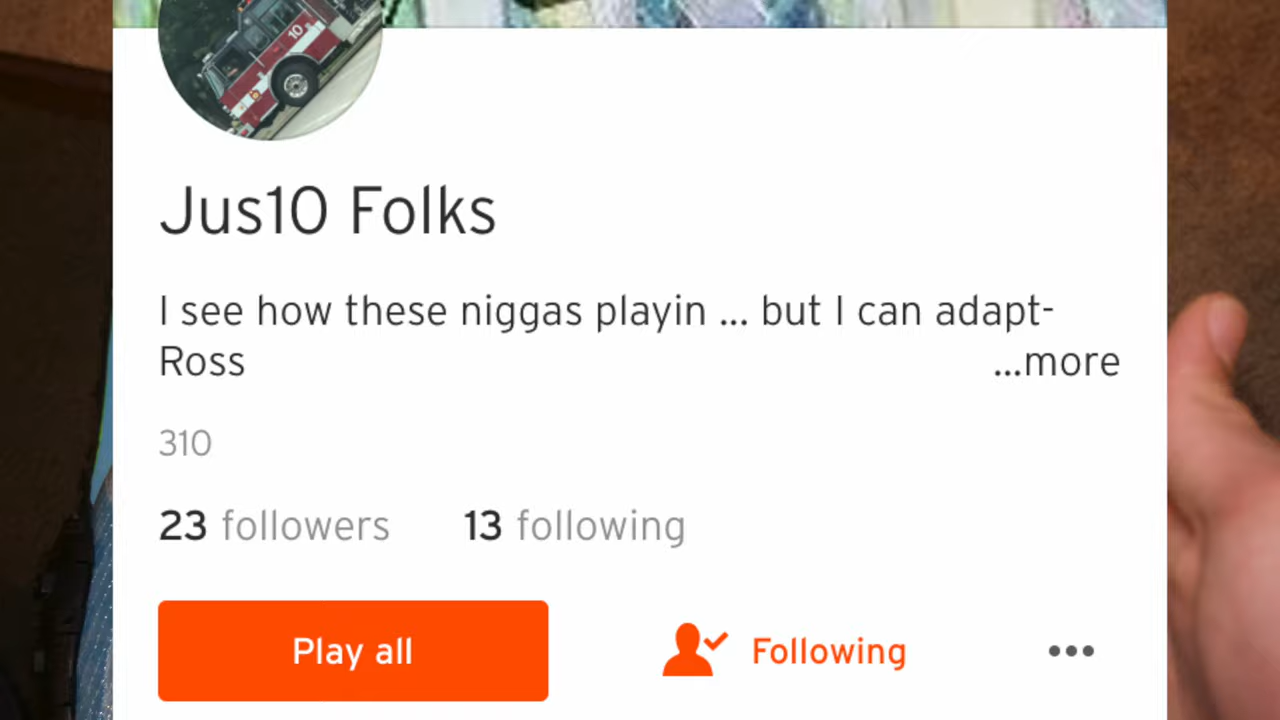 10
Jus10 Folks
I see how these niggas playin ... but I can adapt-
Ross ...more
310
23 followers 13 following
Play all Following